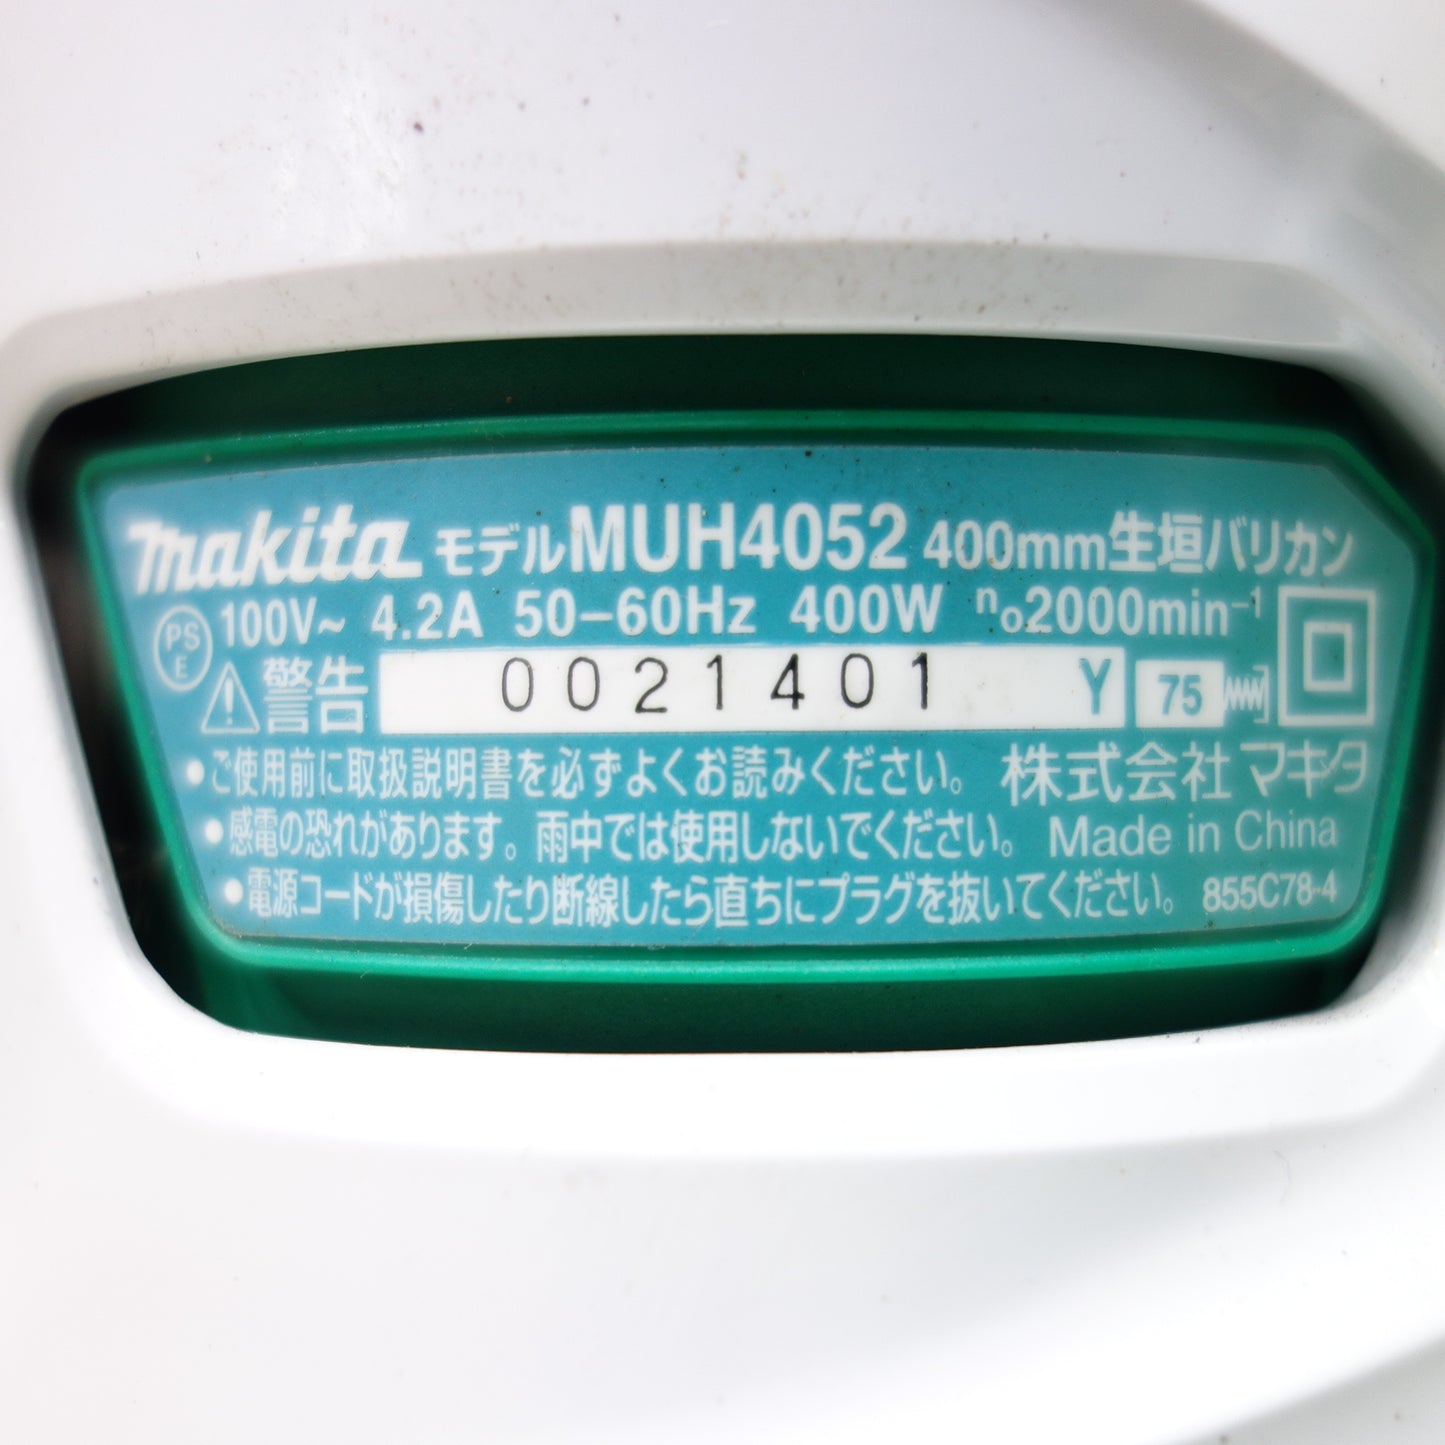 makita モデルMUH4052 400mm生垣バリカン
PS E 100V~ 4.2A 50-60Hz 400W no2000min-1
警告 0021401 Y 75
・ご使用前に取扱説明書を必ずよくお読みください。 株式会社マキタ
・感電の恐れがあります。雨中では使用しないでください。 Made in China
・電源コードが損傷したり断線したら直ちにプラグを抜いてください。 855C78-4